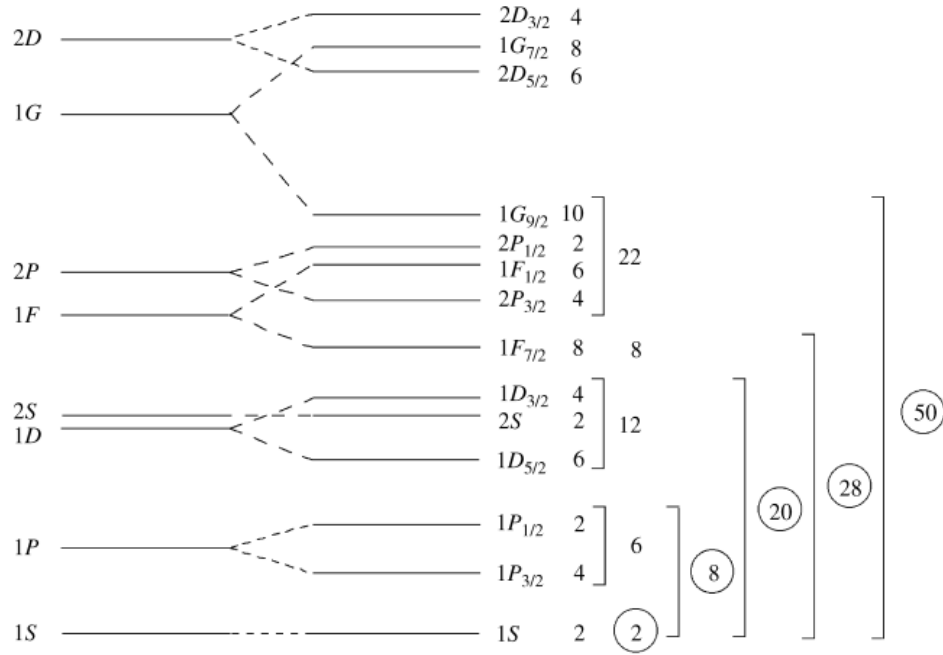 2D
2D3/2 4
1G7/2 8
2D5/2 6
1G
1G9/2 10
2P1/2 2
22
2P
1F1/2 6
2P3/2 4
1F
1F7/2 8 8
1D3/2 4
2S
2S 2 12
50
1D
1D5/2 6
28
20
1P1/2 2
6
1P
1P3/2 4
8
1S
1S 2 2